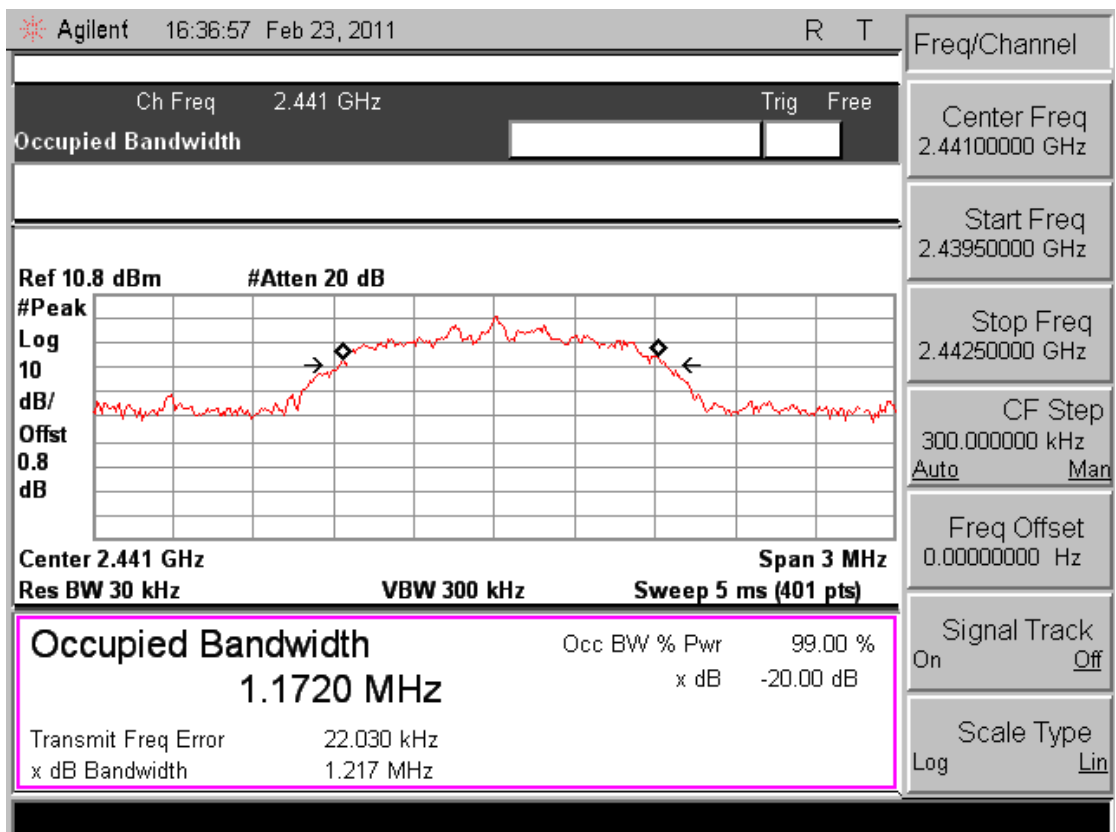 Agilent 16:36:57 Feb 23, 2011 R T
Ch Freq 2.441 GHz Trig Free
Occupied Bandwidth
Ref 10.8 dBm #Atten 20 dB
#Peak
Log
10
dB/
Offst
0.8
dB
Center 2.441 GHz Span 3 MHz
Res BW 30 kHz VBW 300 kHz Sweep 5 ms (401 pts)
Occupied Bandwidth
1.1720 MHz
Occ BW % Pwr 99.00 %
x dB -20.00 dB
Transmit Freq Error 22.030 kHz
x dB Bandwidth 1.217 MHz
Freq/Channel
Center Freq
2.44100000 GHz
Start Freq
2.43950000 GHz
Stop Freq
2.44250000 GHz
CF Step
300.000000 kHz
Auto Man
Freq Offset
0.00000000 Hz
Signal Track
On Off
Scale Type
Log Lin